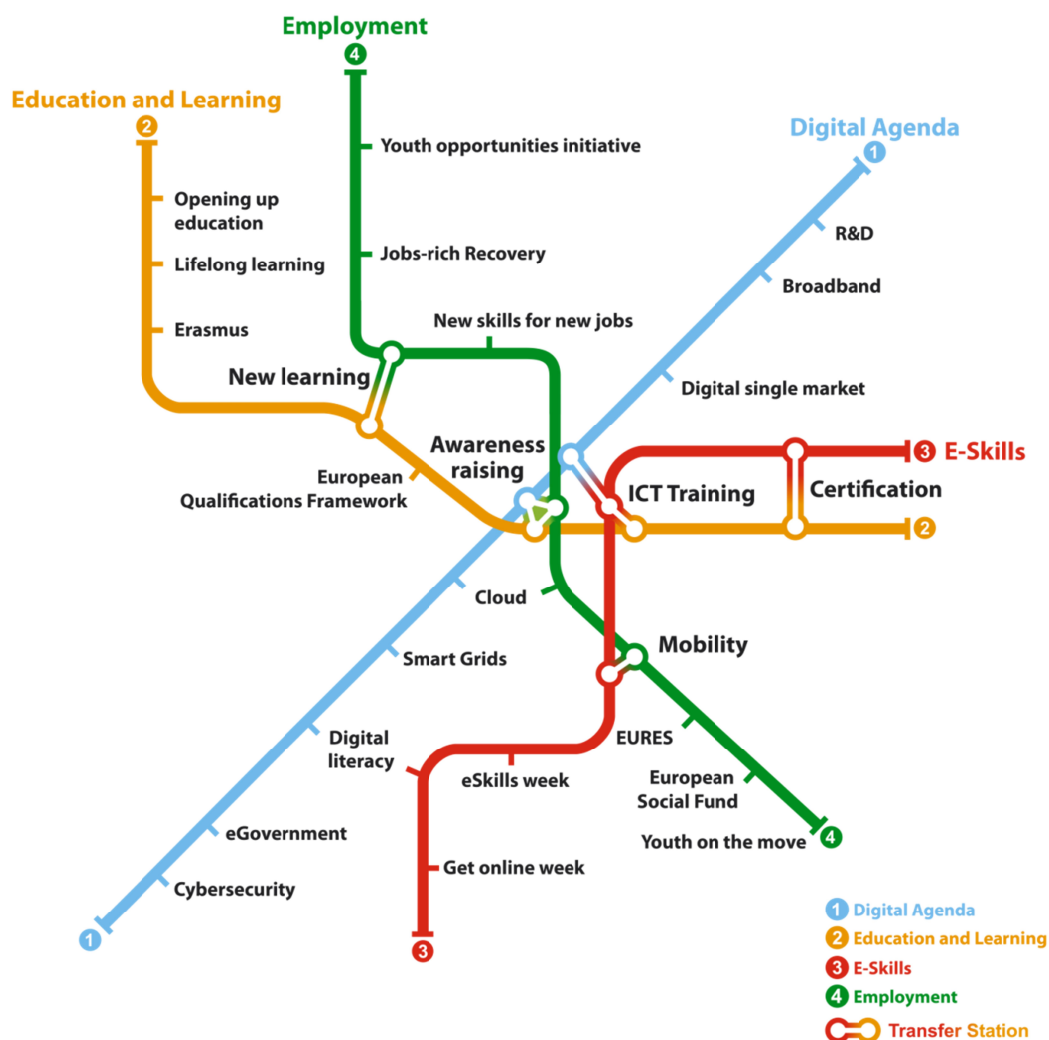 Employment
4
Education and Learning
2
Digital Agenda
1
Youth opportunities initiative
Opening up
education
R&D
Jobs-rich Recovery
Lifelong learning
Broadband
New skills for new jobs
Erasmus
New learning
Digital single market
Awareness
raising
3 E-Skills
European
Qualifications Framework
ICT Training
Certification
2
Cloud
Mobility
Smart Grids
Digital
literacy
EURES
eSkills week
European
Social Fund
eGovernment
Youth on the move
4
Get online week
Cybersecurity
1
3
1 Digital Agenda
2 Education and Learning
3 E-Skills
4 Employment
Transfer Station